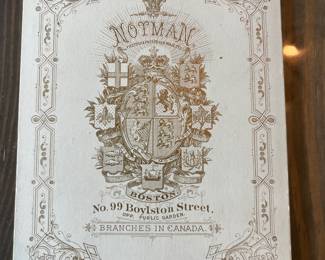 NOTMAN
BOSTON.
No. 99 Boylston Street,
OPP. PUBLIC GARDEN.
BRANCHES IN CANADA.